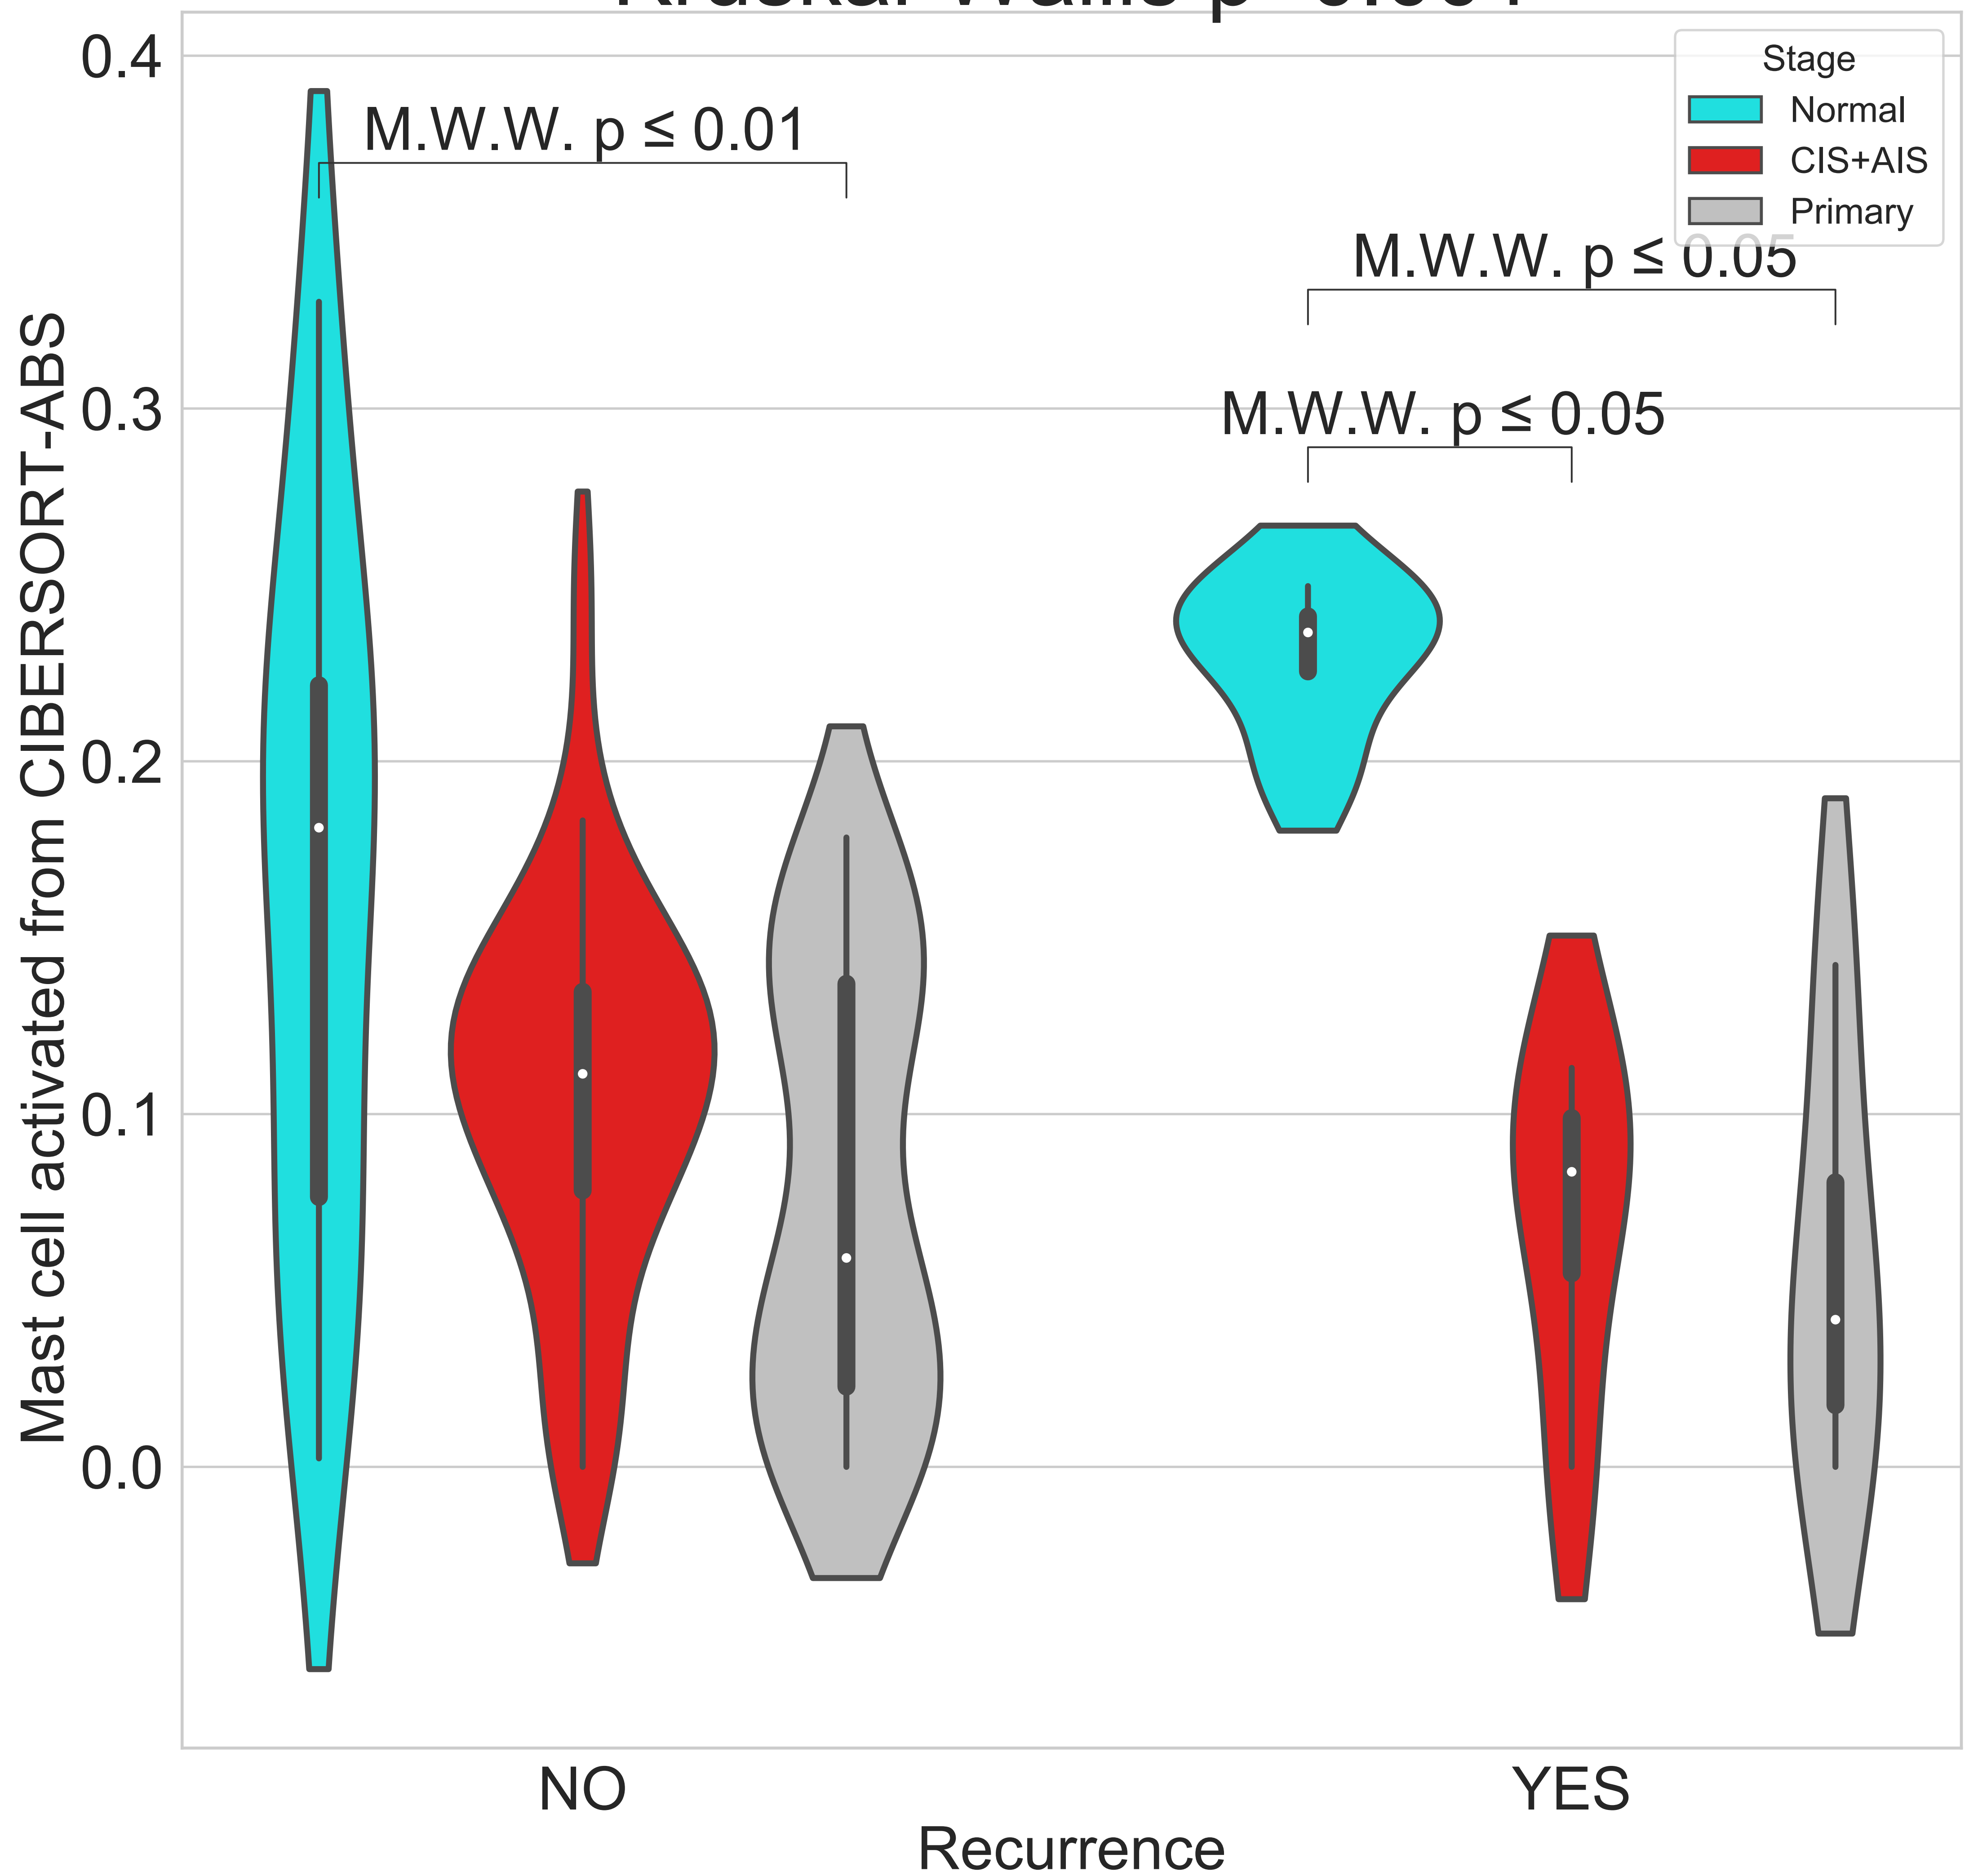 0.4
0.3
0.2
0.1
0.0
Mast cell activated from CIBERSORT-ABS
M.W.W. p ≤ 0.01
Stage
Normal
CIS+AIS
Primary
M.W.W. p ≤ 0.05
M.W.W. p ≤ 0.05
NO
YES
Recurrence